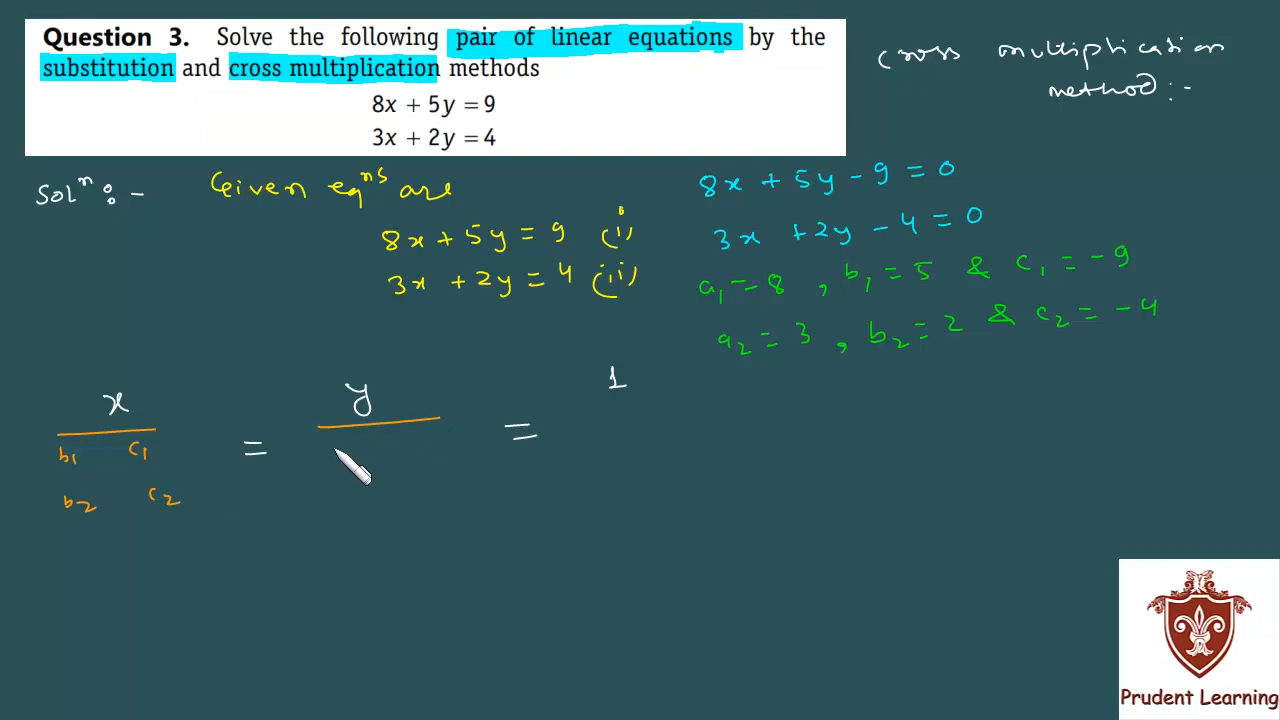 Question 3. Solve the following pair of linear equations by the
substitution and cross multiplication methods
8x + 5y = 9
3x + 2y = 4
cross multiplication
method :-
Solⁿ :- Given eqⁿˢ are
8x + 5y = 9 (i)
3x + 2y = 4 (ii)
8x + 5y - 9 = 0
3x + 2y - 4 = 0
a₁ = 8 , b₁ = 5 & c₁ = -9
a₂ = 3 , b₂ = 2 & c₂ = -4
x = y = 1
b₁ c₁
b₂ c₂
Prudent Learning